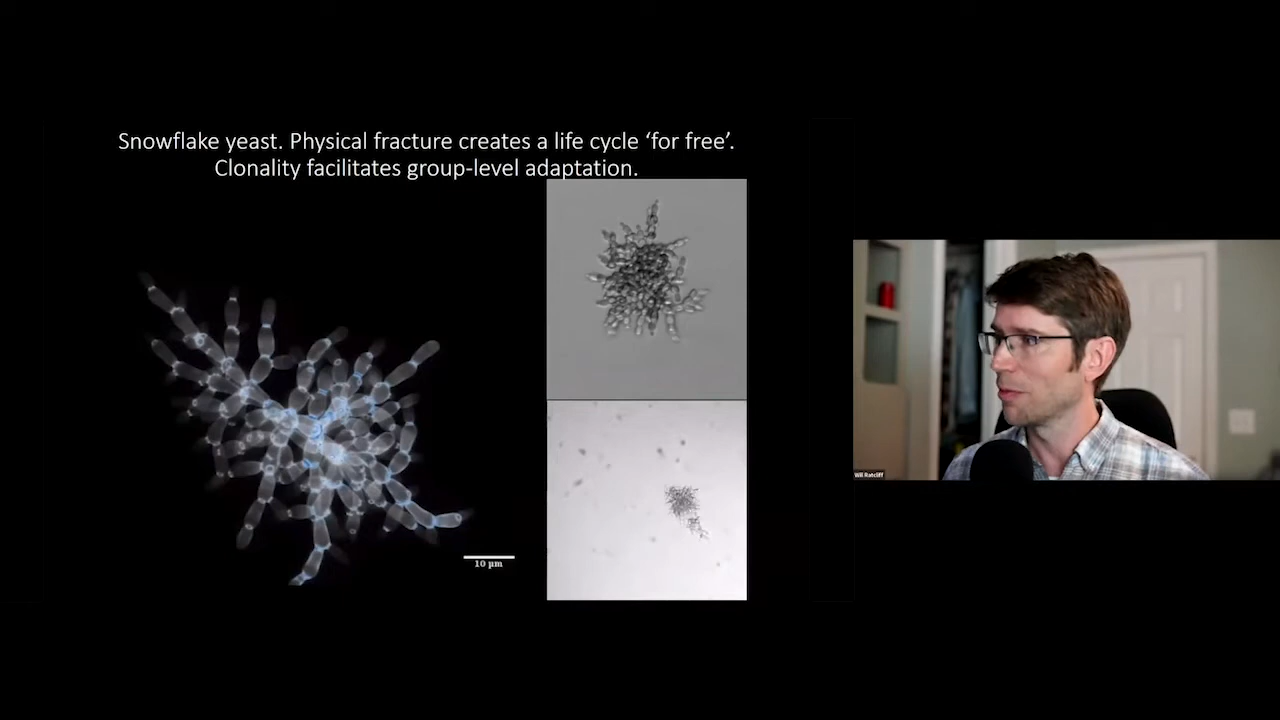 Snowflake yeast. Physical fracture creates a life cycle ‘for free’.
Clonality facilitates group-level adaptation.
10 µm
Will Ratcliff